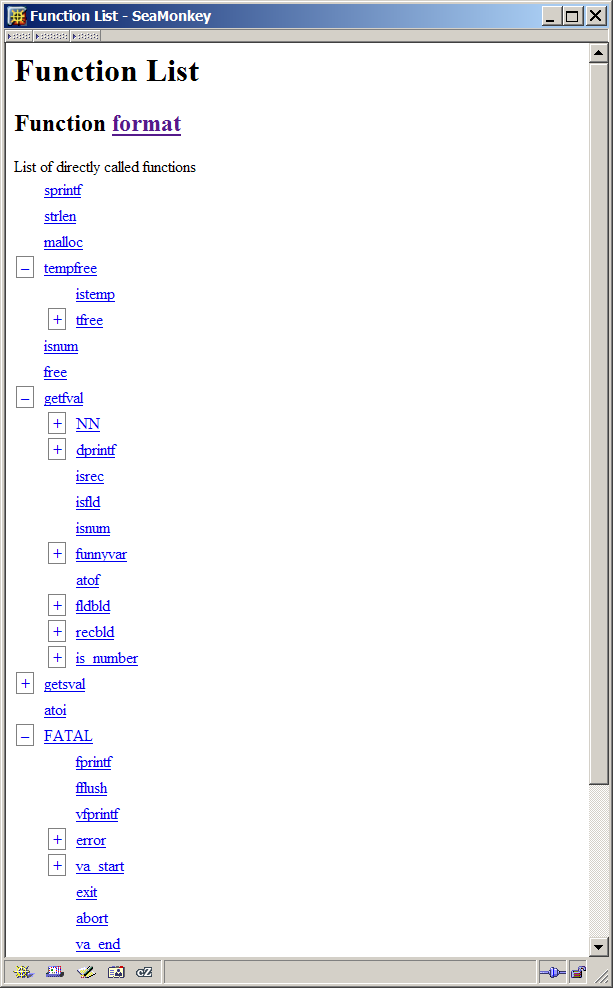 Function List - SeaMonkey
Function List
Function format
List of directly called functions
sprintf
strlen
malloc
– tempfree
istemp
+ tfree
isnum
free
– getfval
+ NN
+ dprintf
isrec
isfld
isnum
+ funnyvar
atof
+ fldbld
+ recbld
+ is_number
+ getsval
atoi
– FATAL
fprintf
fflush
vfprintf
+ error
+ va_start
exit
abort
va_end
cZ